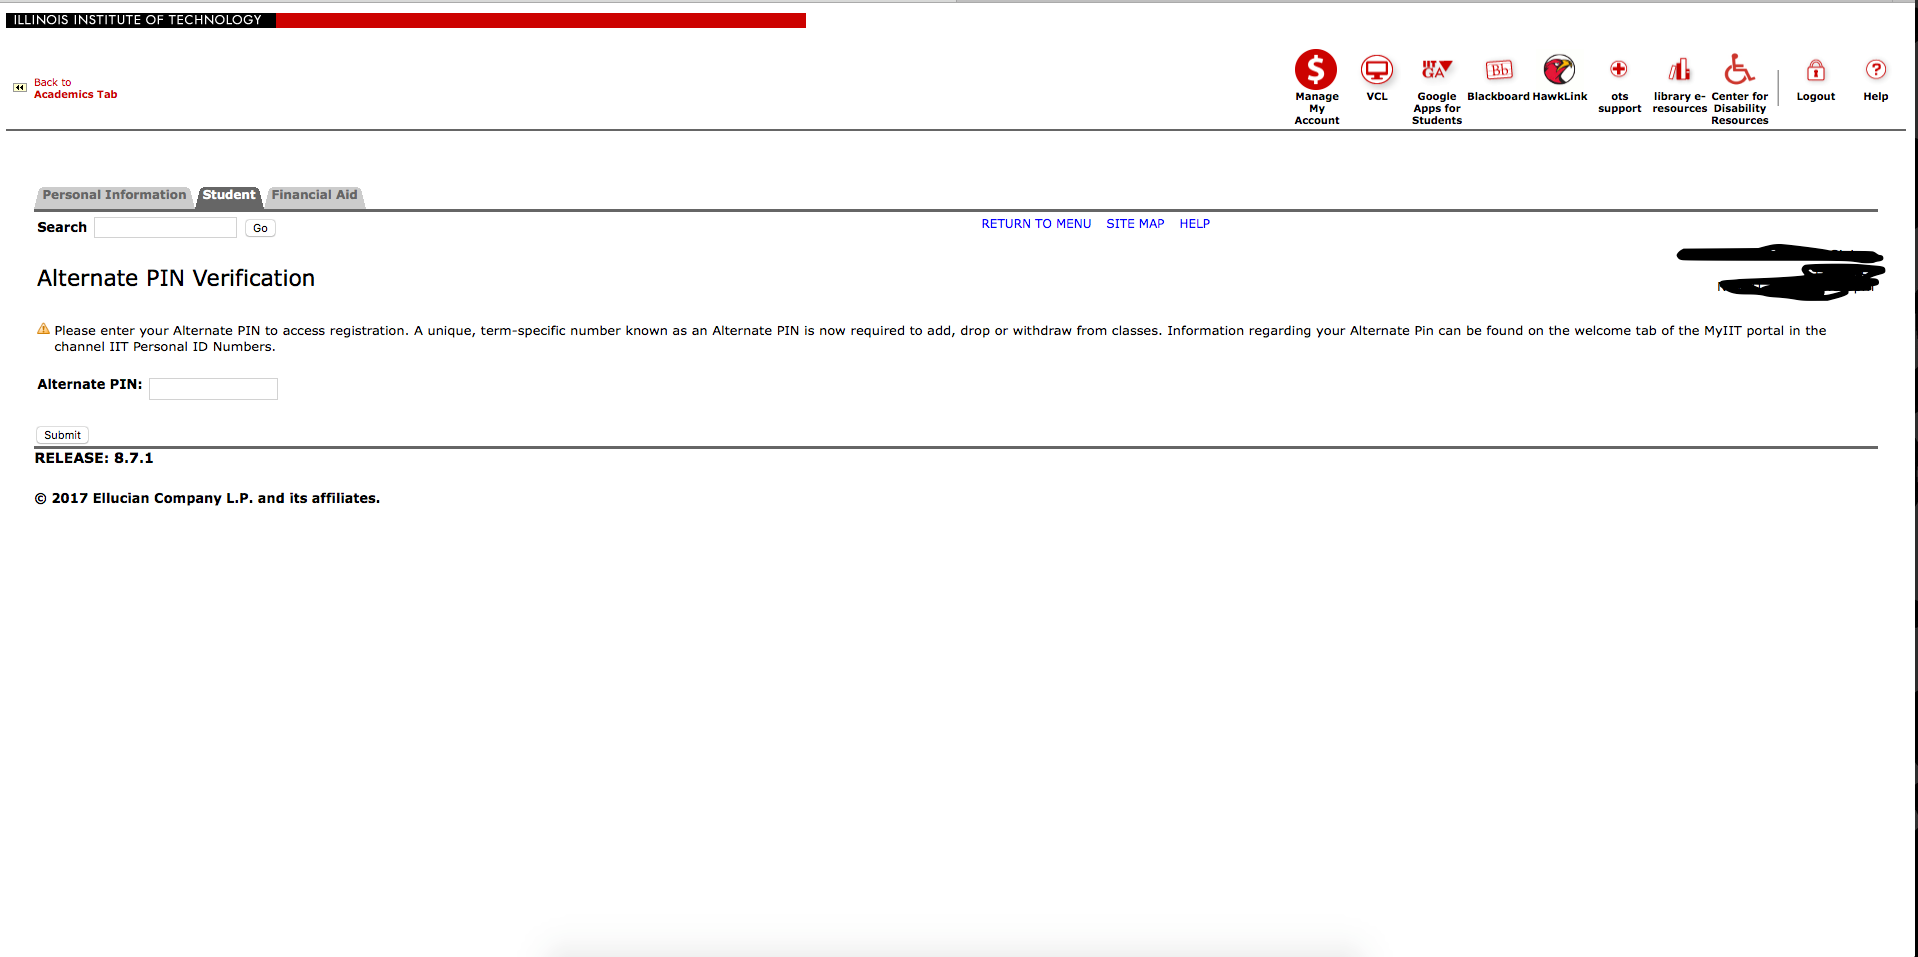 ILLINOIS INSTITUTE OF TECHNOLOGY
Back to
Academics Tab
Manage
My
Account
VCL
IIT
GA
Google
Apps for
Students
Bb
Blackboard
HawkLink
ots
support
library e-
resources
Center for
Disability
Resources
Logout
Help
Personal Information
Student
Financial Aid
Search
Go
RETURN TO MENU
SITE MAP
HELP
Alternate PIN Verification
Please enter your Alternate PIN to access registration. A unique, term-specific number known as an Alternate PIN is now required to add, drop or withdraw from classes. Information regarding your Alternate Pin can be found on the welcome tab of the MyIIT portal in the
channel IIT Personal ID Numbers.
Alternate PIN:
Submit
RELEASE: 8.7.1
© 2017 Ellucian Company L.P. and its affiliates.